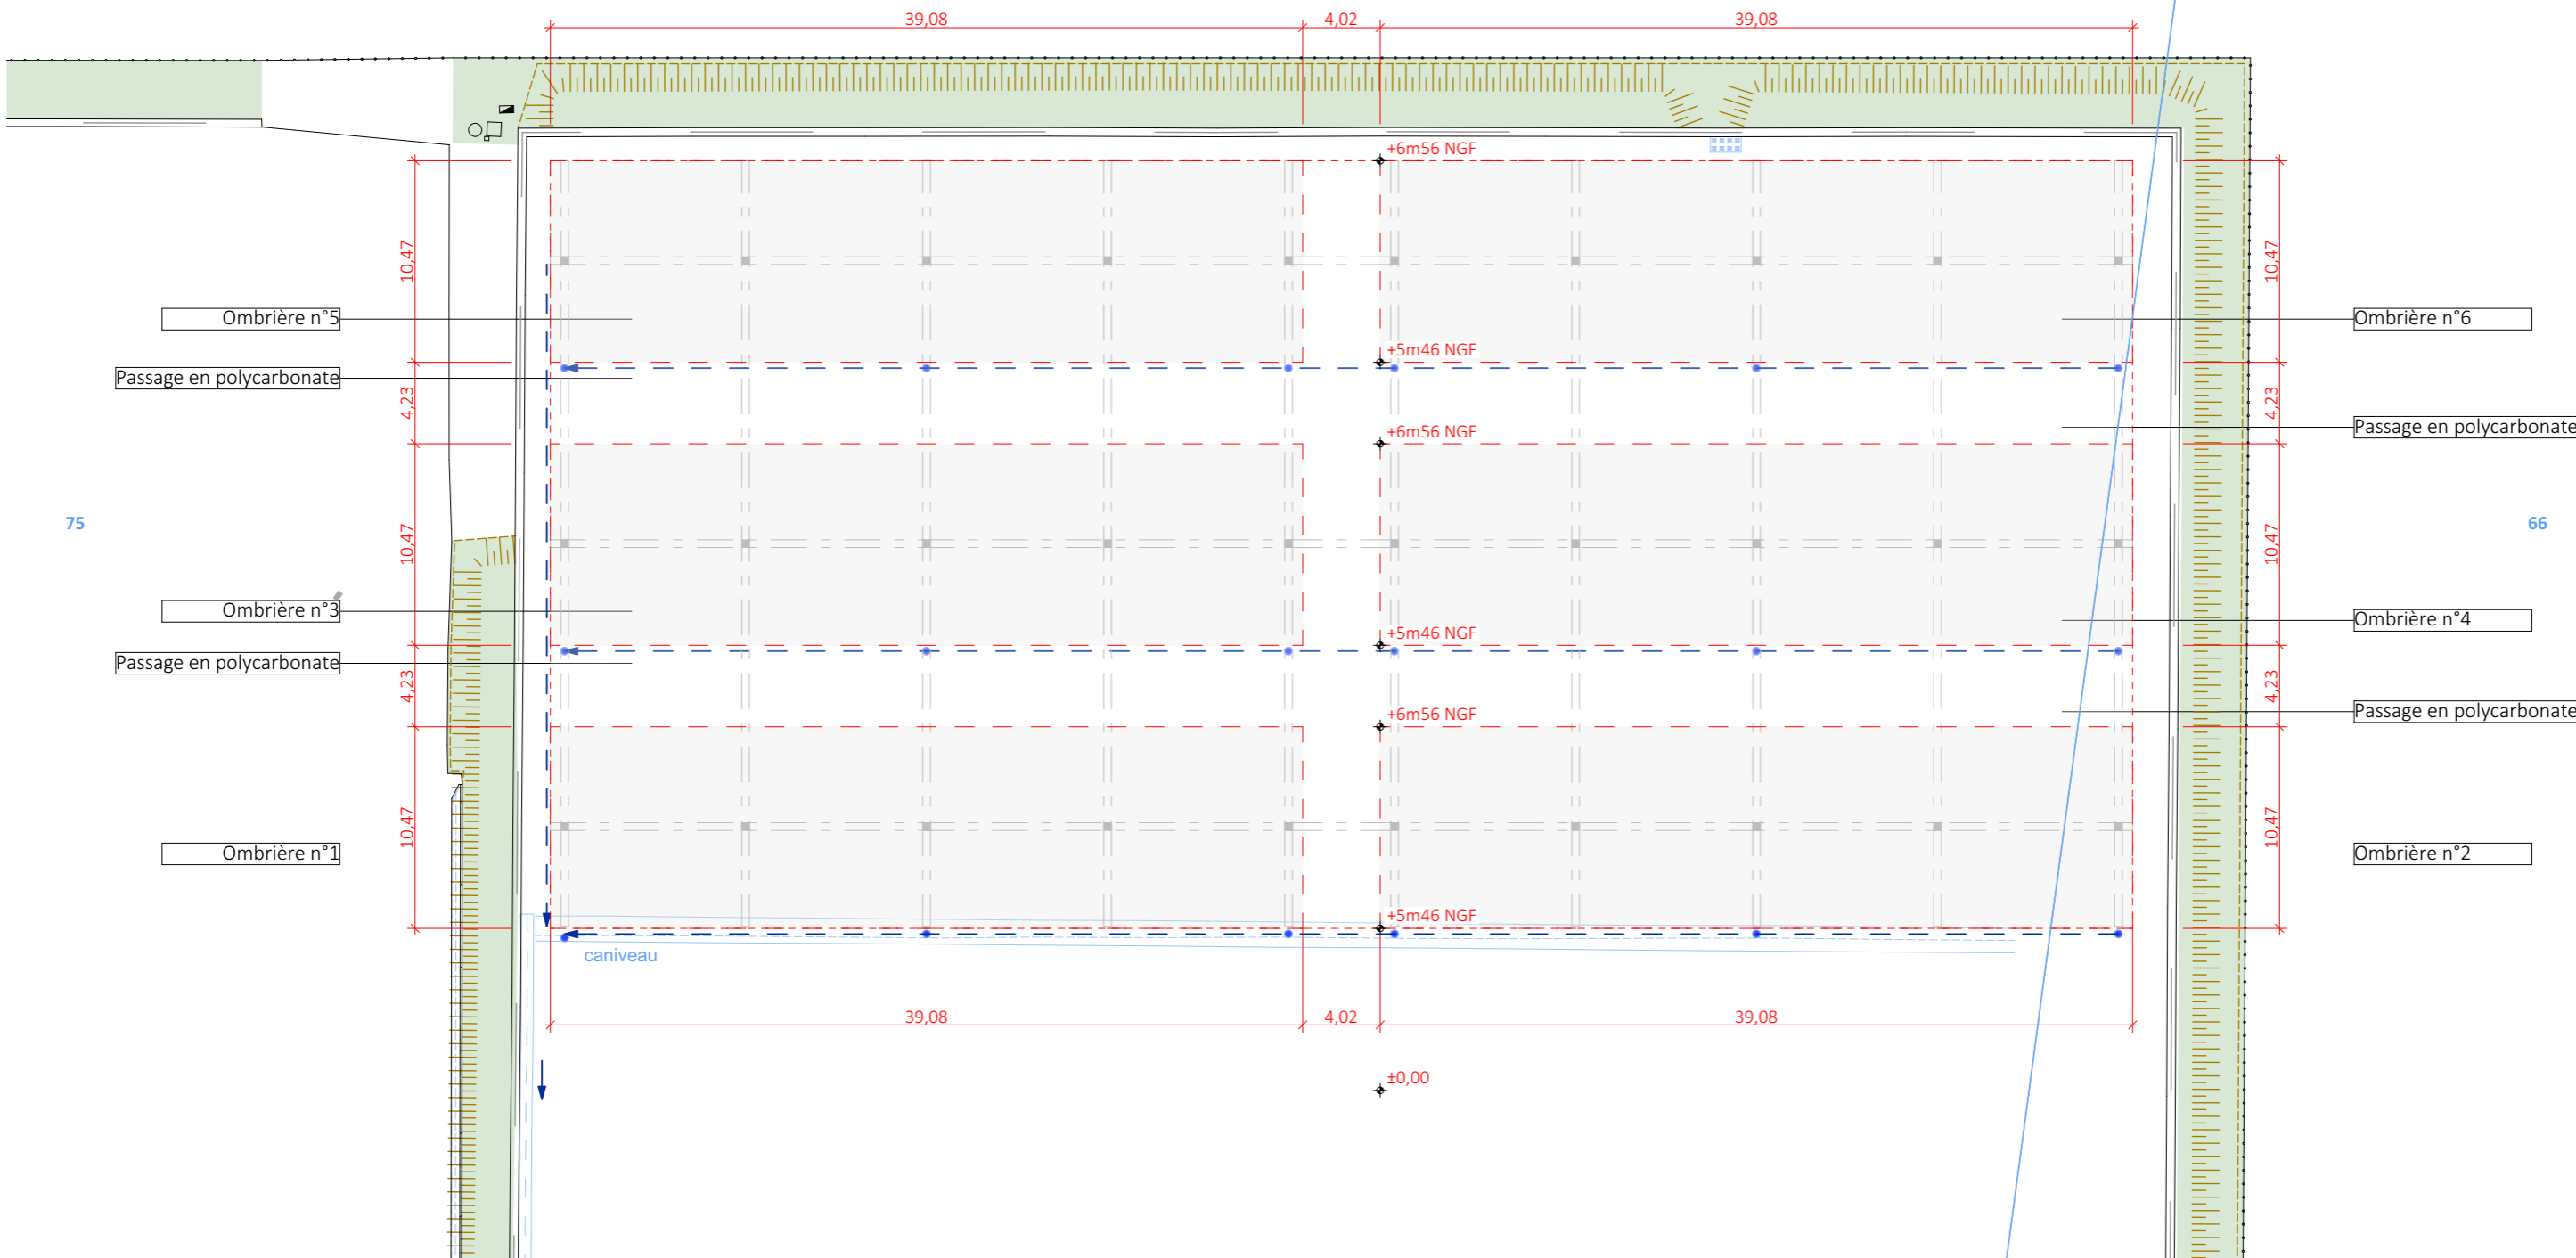 39,08
4,02
39,08
+6m56 NGF
10,47
10,47
Ombrière n°5
Ombrière n°6
+5m46 NGF
Passage en polycarbonate
4,23
4,23
Passage en polycarbonate
+6m56 NGF
75
66
10,47
10,47
Ombrière n°3
Ombrière n°4
+5m46 NGF
Passage en polycarbonate
4,23
4,23
Passage en polycarbonate
+6m56 NGF
10,47
10,47
Ombrière n°1
Ombrière n°2
+5m46 NGF
caniveau
39,08
4,02
39,08
±0,00